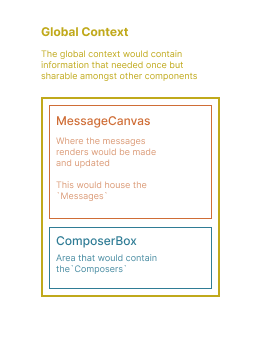 Global Context
The global context would contain
information that needed once but
sharable amongst other components
MessageCanvas
Where the messages
renders would be made
and updated
This would house the
`Messages`
ComposerBox
Area that would contain
the`Composers`